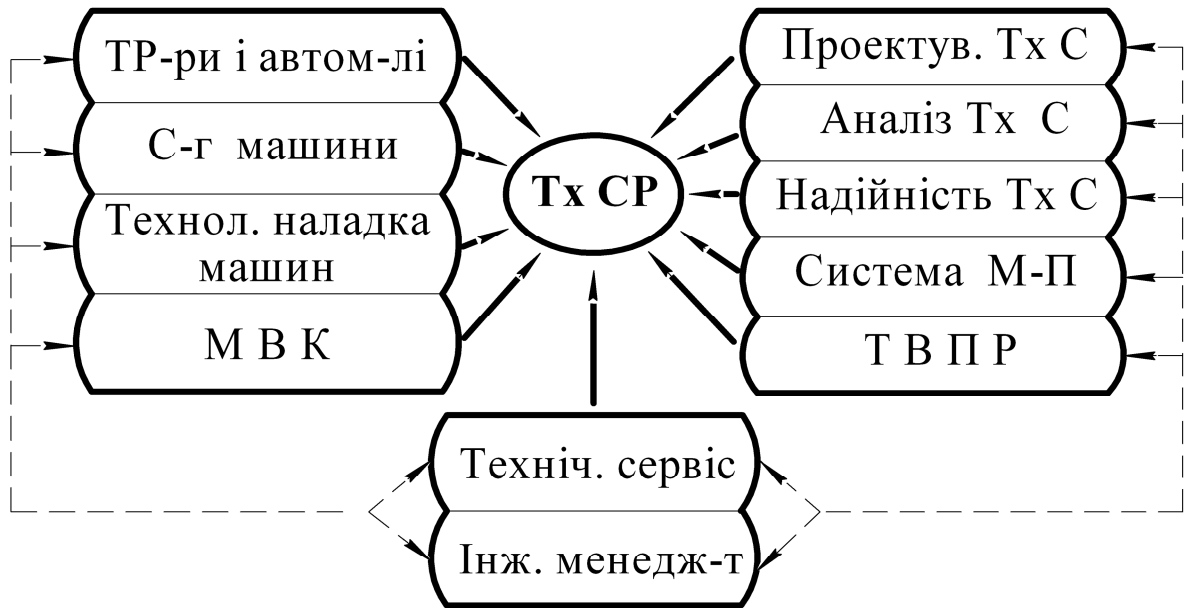 ТР-ри і автом-лі
С-г машини
Технол. наладка
машин
М В К
Тх СР
Проектув. Тх С
Аналіз Тх С
Надійність Тх С
Система М-П
Т В П Р
Техніч. сервіс
Інж. менедж-т